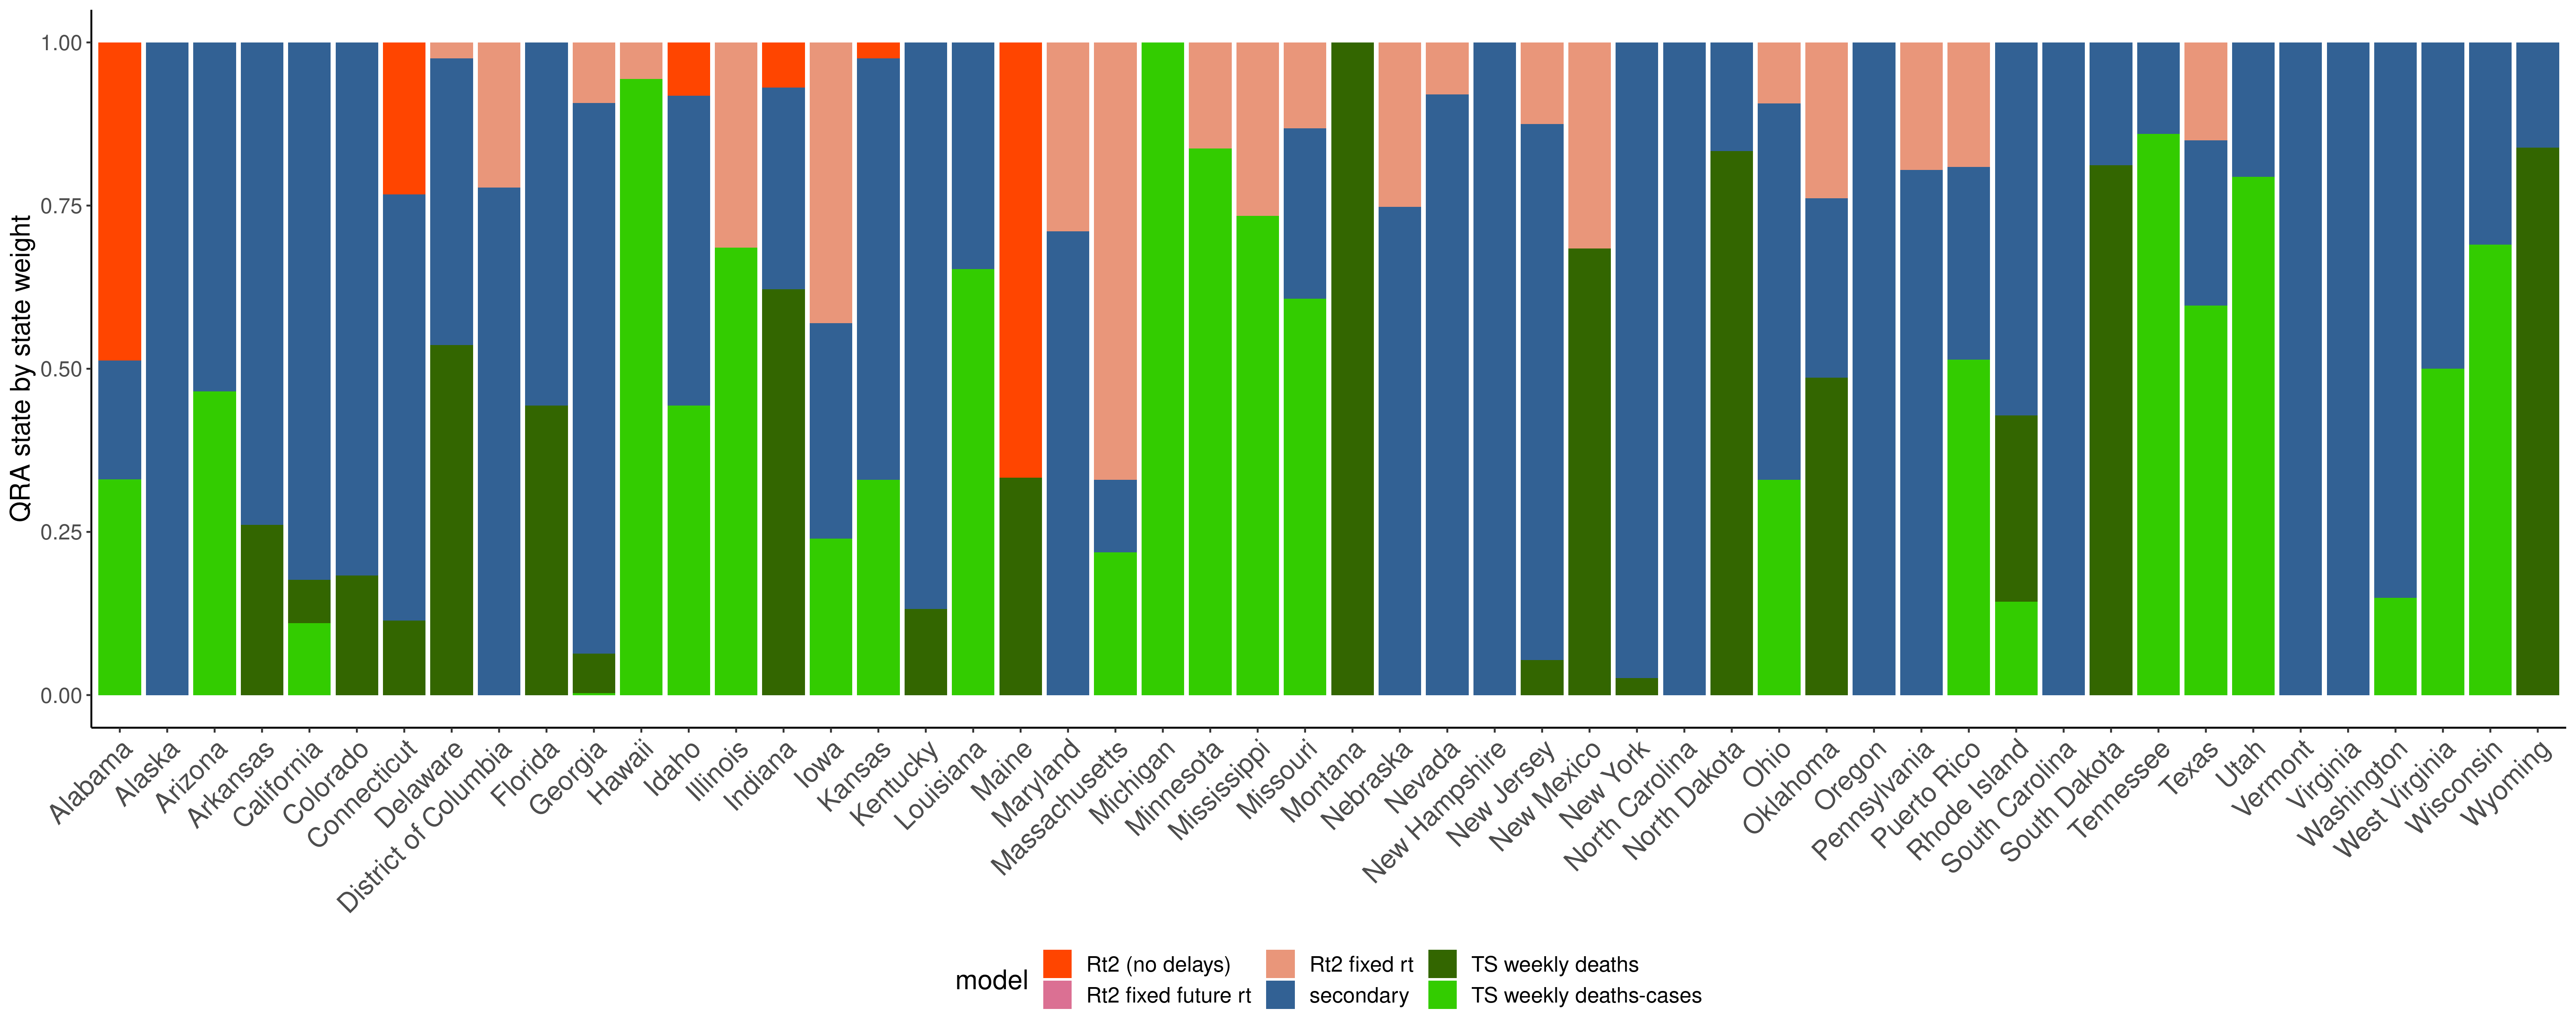 QRA state by state weight
1.00
0.75
0.50
0.25
0.00
Alabama
Alaska
Arizona
Arkansas
California
Colorado
Connecticut
Delaware
District of Columbia
Florida
Georgia
Hawaii
Idaho
Illinois
Indiana
Iowa
Kansas
Kentucky
Louisiana
Maine
Maryland
Massachusetts
Michigan
Minnesota
Mississippi
Missouri
Montana
Nebraska
Nevada
New Hampshire
New Jersey
New Mexico
New York
North Carolina
North Dakota
Ohio
Oklahoma
Oregon
Pennsylvania
Puerto Rico
Rhode Island
South Carolina
South Dakota
Tennessee
Texas
Utah
Vermont
Virginia
Washington
West Virginia
Wisconsin
Wyoming
model
Rt2 (no delays)
Rt2 fixed future rt
Rt2 fixed rt
secondary
TS weekly deaths
TS weekly deaths-cases